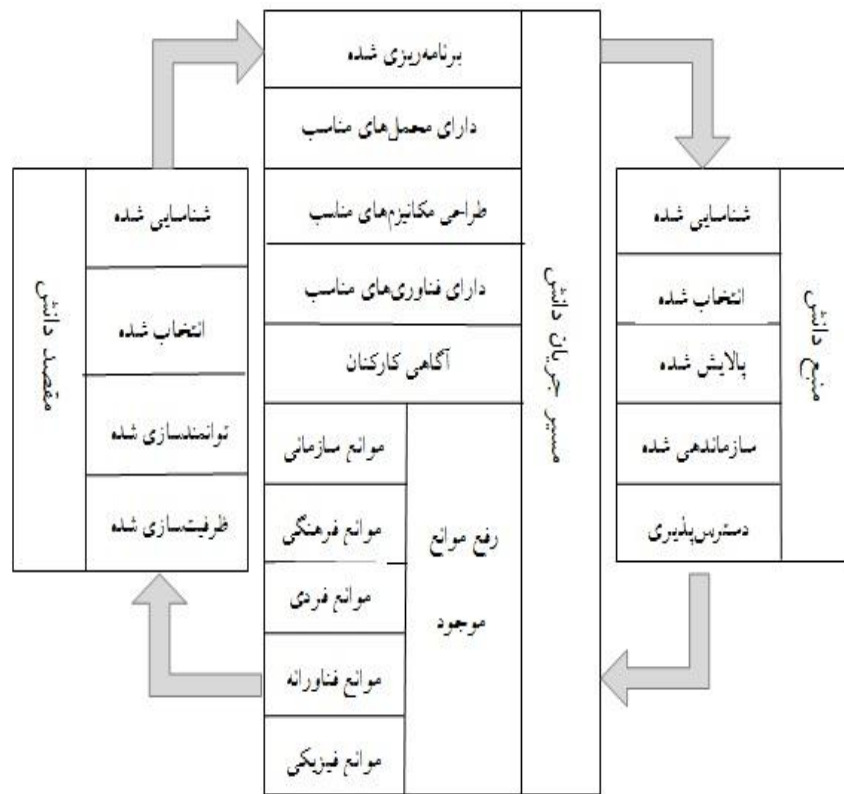 منبع دانش
شناسایی شده
انتخاب شده
پالایش شده
سازماندهی شده
دسترس‌پذیری
مسیر جریان دانش
برنامه‌ریزی شده
دارای محمل‌های مناسب
طراحی مکانیزم‌های مناسب
دارای فناوری‌های مناسب
آگاهی کارکنان
رفع موانع
موجود
موانع سازمانی
موانع فرهنگی
موانع فردی
موانع فناورانه
موانع فیزیکی
شناسایی شده
انتخاب شده
توانمندسازی شده
ظرفیت‌سازی شده
مقصد دانش